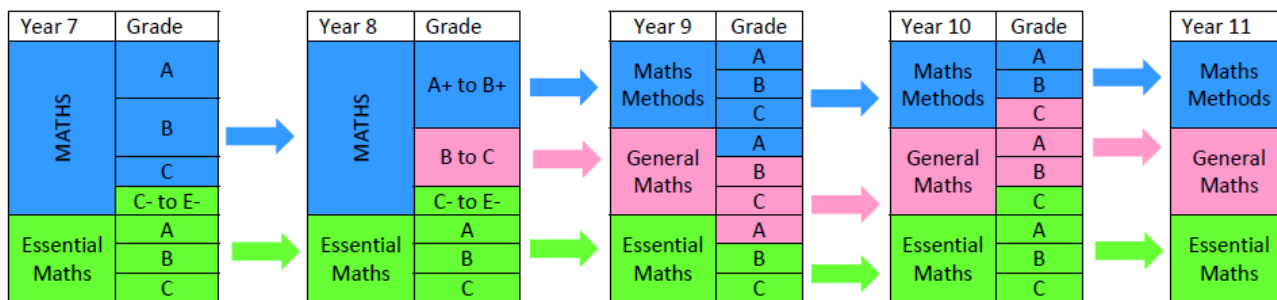 Year 7 Grade
MATHS
A
B
C
C- to E-
Essential
Maths
A
B
C
Year 8 Grade
MATHS
A+ to B+
B to C
C- to E-
Essential
Maths
A
B
C
Year 9 Grade
Maths
Methods
A
B
C
General
Maths
A
B
C
Essential
Maths
A
B
C
Year 10 Grade
Maths
Methods
A
B
C
General
Maths
A
B
C
Essential
Maths
A
B
C
Year 11
Maths
Methods
General
Maths
Essential
Maths